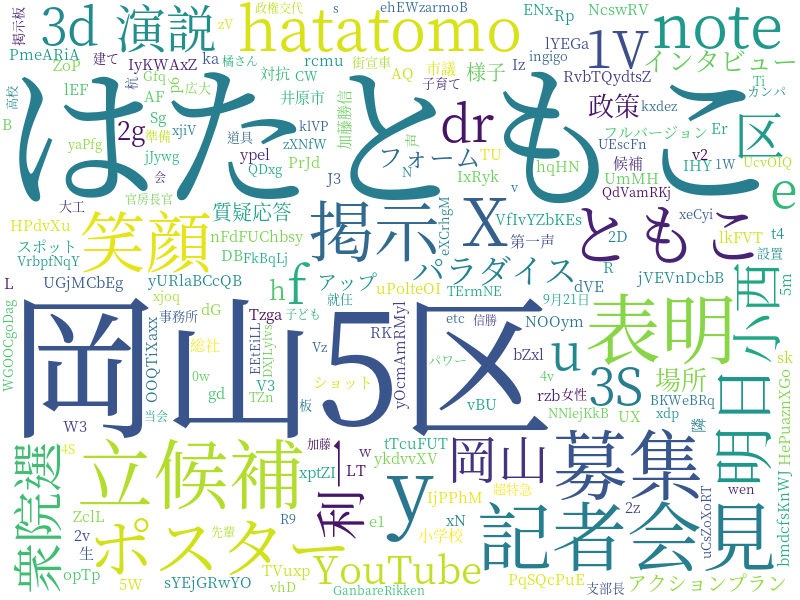 3d
演説
hatatomo
note
はたともこ
岡山5区
笑顔
掲示
X
ともこ
表明
dr
1V
インタビュー
政策
区
e
2g
フォーム
質疑応答
パラダイス
アップ
h
f
u
3S
場所
小西
明日
立候補
ポスター
衆院選
利一
y
岡山
募集
記者会見
YouTube
アクションプラン
掲示板
政権交代
s
ehEWzarmoB
ENx
Rp
NcswRV
zV
橘さん
街宣車
rcmu
市議
様子
lYEGa
Iz
ingigo
RvbTQydtsZ
Ti
カンパ
PmeARiA
建て
IyKWAxZ
ka
ZoP
Gfq
p6
広大
対抗
CW
AQ
子育て
kxdez
高校
lEF
杭
AF
Sg
井原市
加藤勝信
フルバージョン
Er
B
xjiV
準備
道具
klVP
声
TU
UEscFn
候補
v2
1W
yaPfg
jJywg
QDxg
ypel
zXNfW
PrJd
N
IxRyk
hqHN
UmMH
IHY
UcvOlQ
会
J3
v
QdVamRKj
官房長官
大工
eXCrhgM
VfIvYZbKEs
xeCyi
HPdvXu
nFdFUChbsy
第一声
2D
lkFVT
t4
設置
スポット
DB
FkBqLj
VrbpfNqY
R
L
UGjMCbEg
yURlaBCcQB
就任
uPolteOI
TErmNE
dVE
jVEVnDcbB
5m
WGOOCgoDag
xjoq
dG
Tzga
子ども
9月21日
OOQTiXaxx
事務所
EEtEiLL
DXJLylvs
RK
yOcmAmRMyl
etc
信勝
NOOym
総社
Vz
パワー
bZxl
sk
0w
V3
ショット
4v
女性
BKWeBRq
HePuaznXGo
gd
TZn
vBU
rzb
NNlejKkB
UX
xdp
W3
当会
板
加藤
w
tTcuFUT
4S
xptZI
LT
ykdvvXV
超特急
wen
uCsZoXoRT
bmdcfsKnWJ
ZclL
R9
IjPPhM
2z
2v
先輩
e1
xN
小学校
生
opTp
5W
sYEjGRwYO
TVuxp
vhD
GanbareRikken
PqSQcPuE
支部長